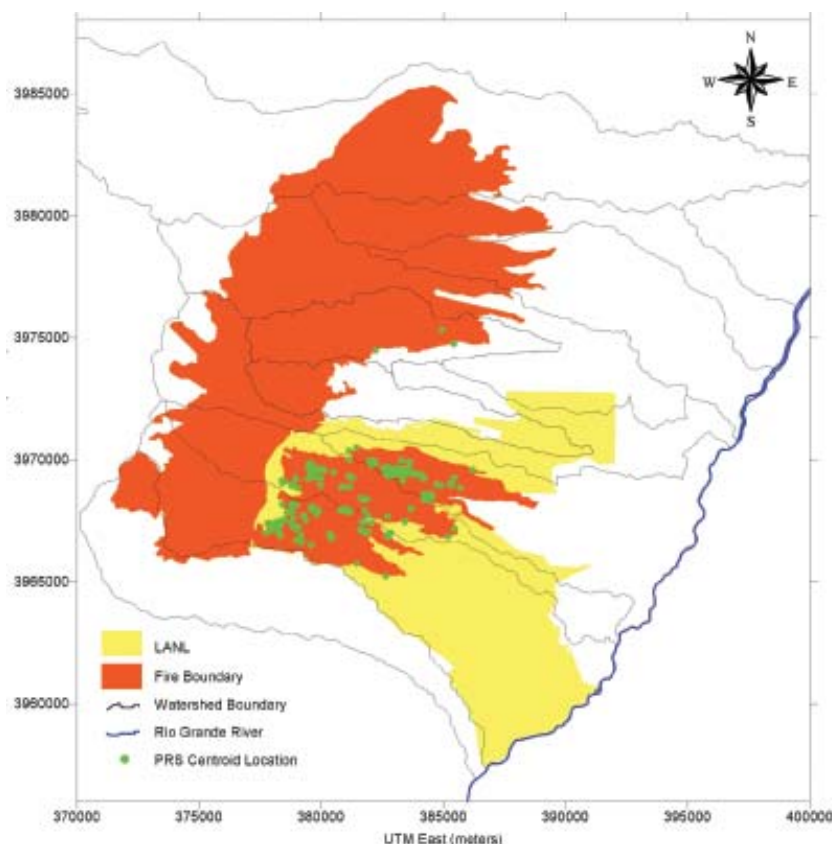 N
W E
S
3985000
3980000
3975000
3970000
3965000
3960000
LANL
Fire Boundary
Watershed Boundary
Rio Grande River
PRS Centroid Location
370000 375000 380000 385000 390000 395000 400000
UTM East (meters)